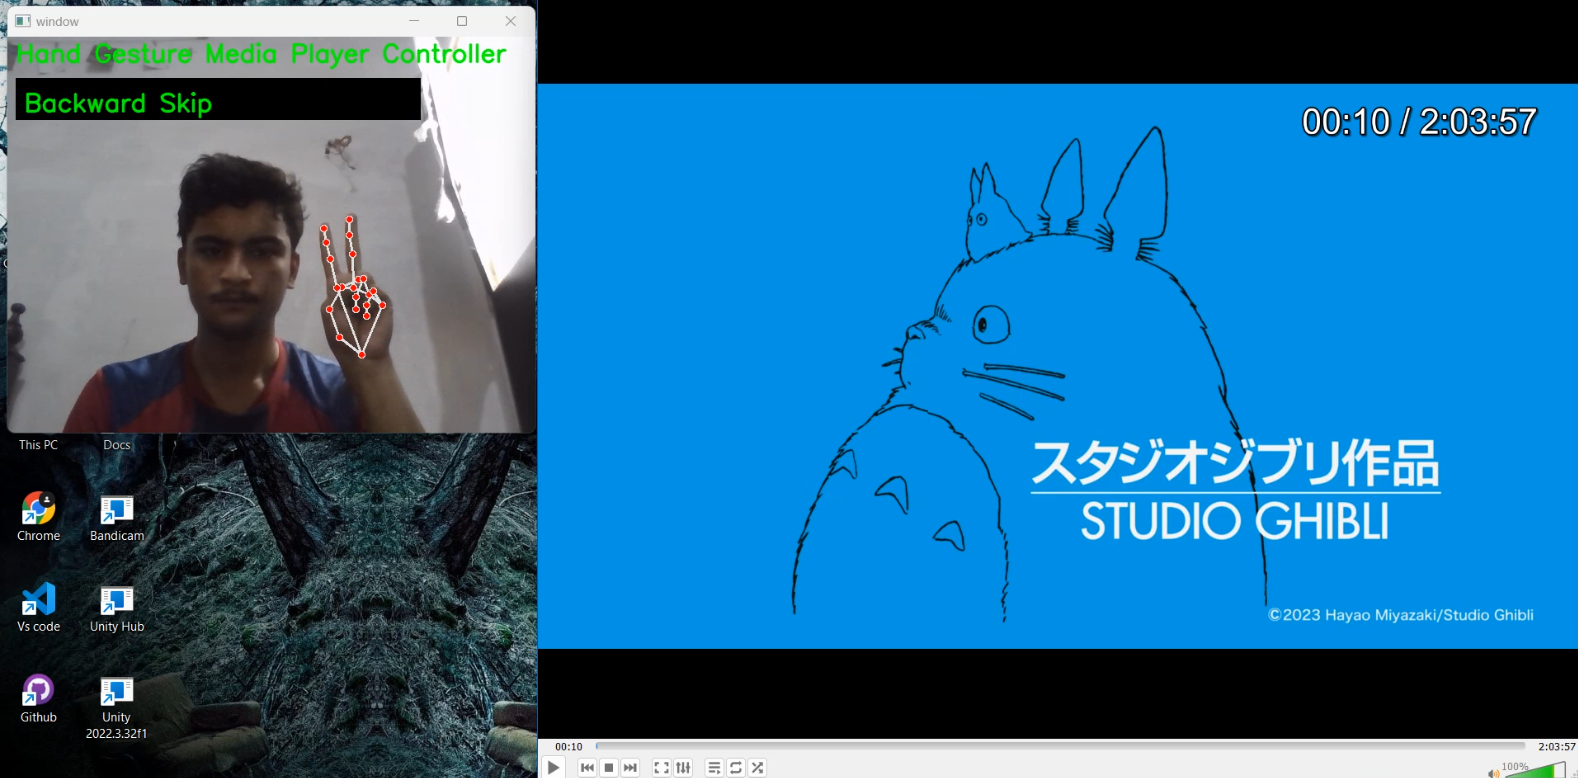 window
Hand Gesture Media Player Controller
Backward Skip
This PC
Docs
Chrome
Bandicam
Vs code
Unity Hub
Github
Unity
2022.3.32f1
00:10 / 2:03:57
スタジオジブリ作品
STUDIO GHIBLI
©2023 Hayao Miyazaki/Studio Ghibli
00:10
2:03:57
100%